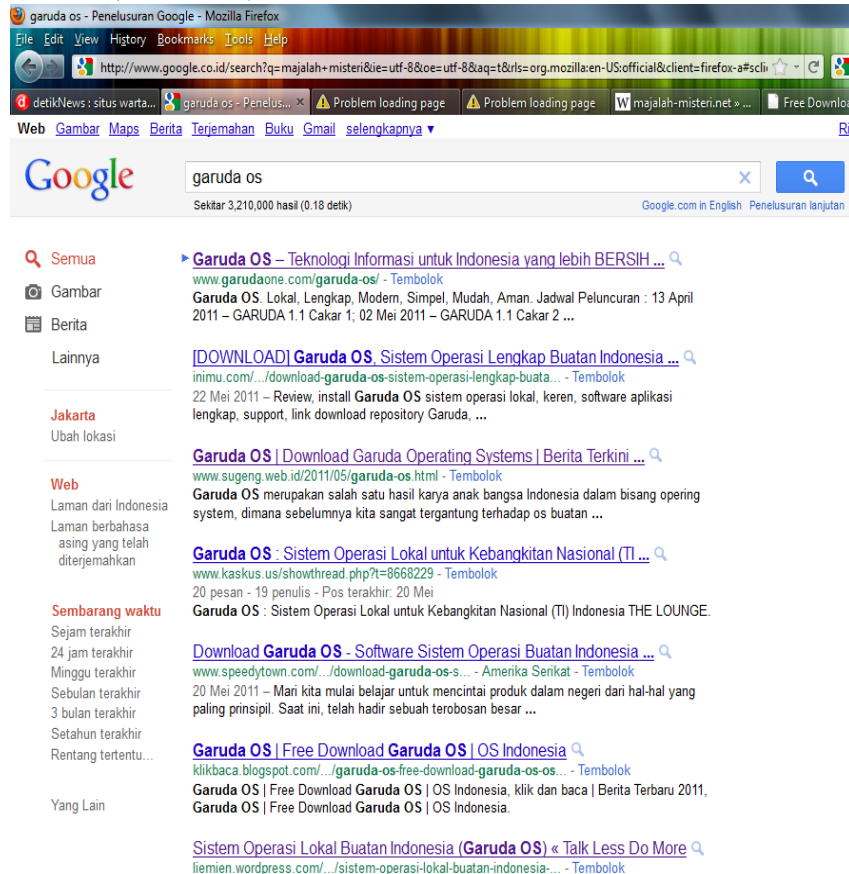 garuda os - Penelusuran Google - Mozilla Firefox
File Edit View History Bookmarks Tools Help
http://www.google.co.id/search?q=majalah+misteri&ie=utf-8&oe=utf-8&aq=t&rls=org.mozilla:en-US:official&client=firefox-a#scli
detikNews : situs warta... garuda os - Penelus... × Problem loading page Problem loading page majalah-misteri.net » ... Free Downlo
Web Gambar Maps Berita Terjemahan Buku Gmail selengkapnya ▼ Ri
Google garuda os
Sekitar 3,210,000 hasil (0.18 detik) Google.com in English Penelusuran lanjutan
Semua
Gambar
Berita
Lainnya
Jakarta
Ubah lokasi
Web
Laman dari Indonesia
Laman berbahasa
asing yang telah
diterjemahkan
Sembarang waktu
Sejam terakhir
24 jam terakhir
Minggu terakhir
Sebulan terakhir
3 bulan terakhir
Setahun terakhir
Rentang tertentu...
Yang Lain
Garuda OS – Teknologi Informasi untuk Indonesia yang lebih BERSIH ...
www.garudaone.com/garuda-os/ - Tembolok
Garuda OS. Lokal, Lengkap, Modern, Simpel, Mudah, Aman. Jadwal Peluncuran : 13 April
2011 – GARUDA 1.1 Cakar 1; 02 Mei 2011 – GARUDA 1.1 Cakar 2 ...
[DOWNLOAD] Garuda OS, Sistem Operasi Lengkap Buatan Indonesia ...
inimu.com/.../download-garuda-os-sistem-operasi-lengkap-buata... - Tembolok
22 Mei 2011 – Review, install Garuda OS sistem operasi lokal, keren, software aplikasi
lengkap, support, link download repository Garuda, ...
Garuda OS | Download Garuda Operating Systems | Berita Terkini ...
www.sugeng.web.id/2011/05/garuda-os.html - Tembolok
Garuda OS merupakan salah satu hasil karya anak bangsa Indonesia dalam bisang opering
system, dimana sebelumnya kita sangat tergantung terhadap os buatan ...
Garuda OS : Sistem Operasi Lokal untuk Kebangkitan Nasional (TI ...
www.kaskus.us/showthread.php?t=8668229 - Tembolok
20 pesan - 19 penulis - Pos terakhir: 20 Mei
Garuda OS : Sistem Operasi Lokal untuk Kebangkitan Nasional (TI) Indonesia THE LOUNGE.
Download Garuda OS - Software Sistem Operasi Buatan Indonesia ...
www.speedytown.com/.../download-garuda-os-s... - Amerika Serikat - Tembolok
20 Mei 2011 – Mari kita mulai belajar untuk mencintai produk dalam negeri dari hal-hal yang
paling prinsipil. Saat ini, telah hadir sebuah terobosan besar ...
Garuda OS | Free Download Garuda OS | OS Indonesia
klikbaca.blogspot.com/.../garuda-os-free-download-garuda-os-os... - Tembolok
Garuda OS | Free Download Garuda OS | OS Indonesia, klik dan baca | Berita Terbaru 2011,
Garuda OS | Free Download Garuda OS | OS Indonesia.
Sistem Operasi Lokal Buatan Indonesia (Garuda OS) « Talk Less Do More
liemien.wordpress.com/.../sistem-operasi-lokal-buatan-indonesia-... - Tembolok